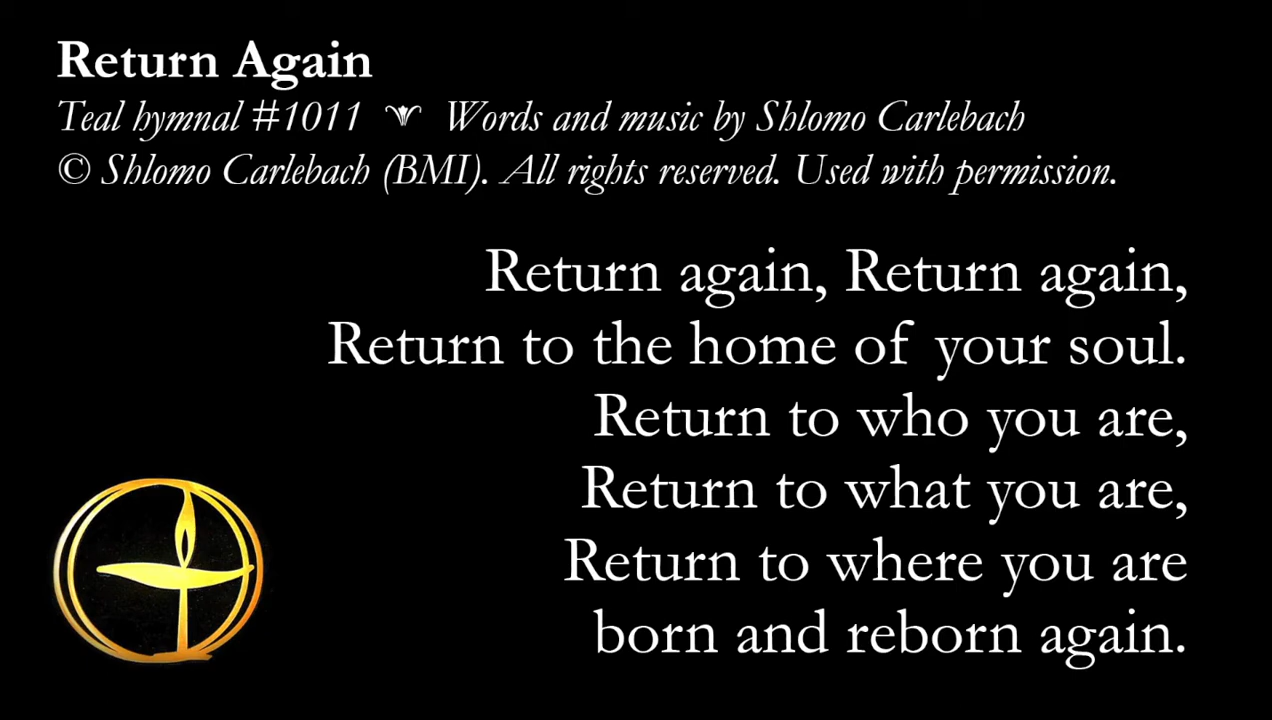 Return Again
Teal hymnal #1011 Words and music by Shlomo Carlebach
© Shlomo Carlebach (BMI). All rights reserved. Used with permission.
Return again, Return again,
Return to the home of your soul.
Return to who you are,
Return to what you are,
Return to where you are
born and reborn again.